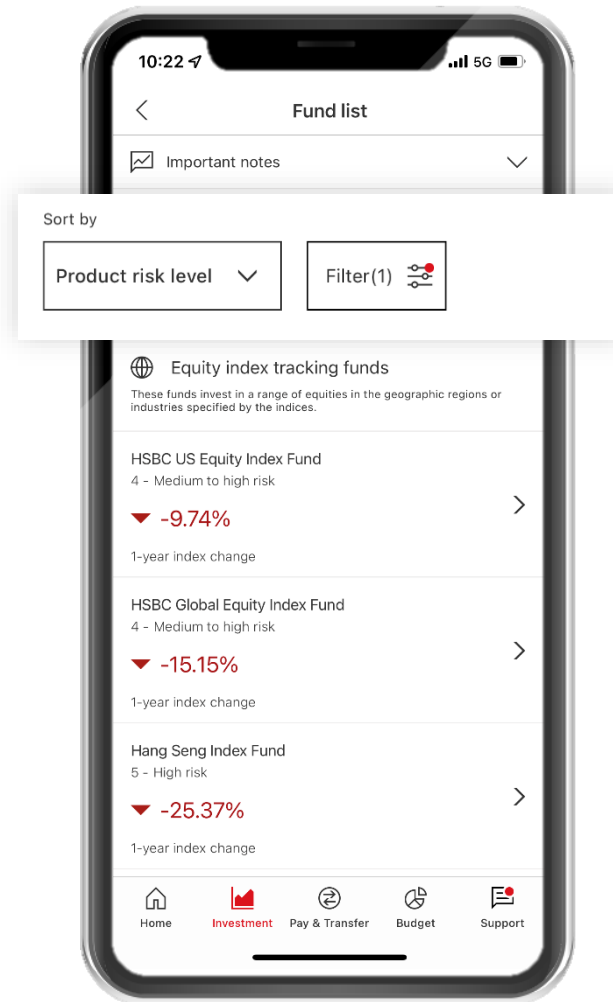 10:22
5G
Fund list
Important notes
Sort by
Product risk level
Filter(1)
Equity index tracking funds
These funds invest in a range of equities in the geographic regions or
industries specified by the indices.
HSBC US Equity Index Fund
4 - Medium to high risk
-9.74%
1-year index change
HSBC Global Equity Index Fund
4 - Medium to high risk
-15.15%
1-year index change
Hang Seng Index Fund
5 - High risk
-25.37%
1-year index change
Home Investment Pay & Transfer Budget Support